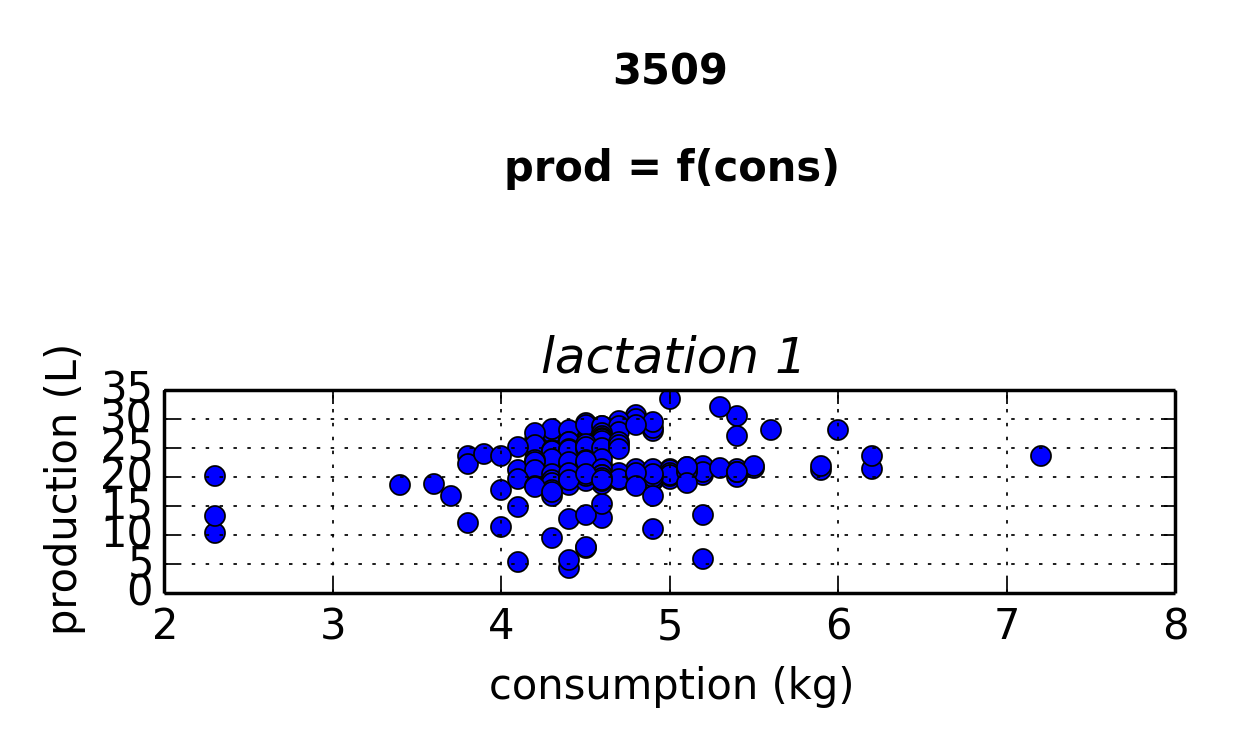 3509
prod = f(cons)
lactation 1
production (L)
35
30
25
20
15
10
5
0
2 3 4 5 6 7 8
consumption (kg)